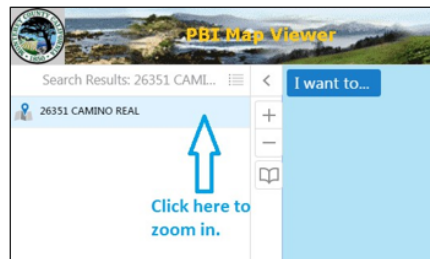 PBI Map Viewer
Search Results: 26351 CAMI...
I want to...
26351 CAMINO REAL
Click here to
zoom in.